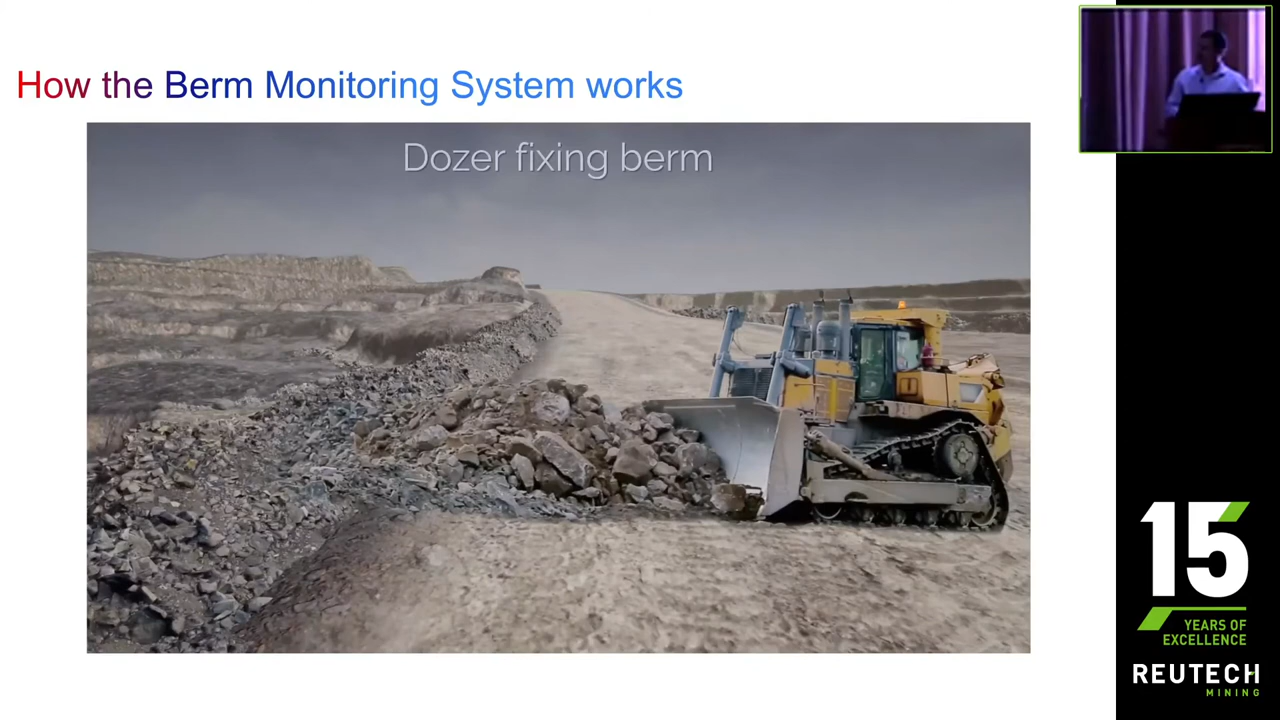 How the Berm Monitoring System works
Dozer fixing berm
15
YEARS OF
EXCELLENCE
REUTECH
MINING